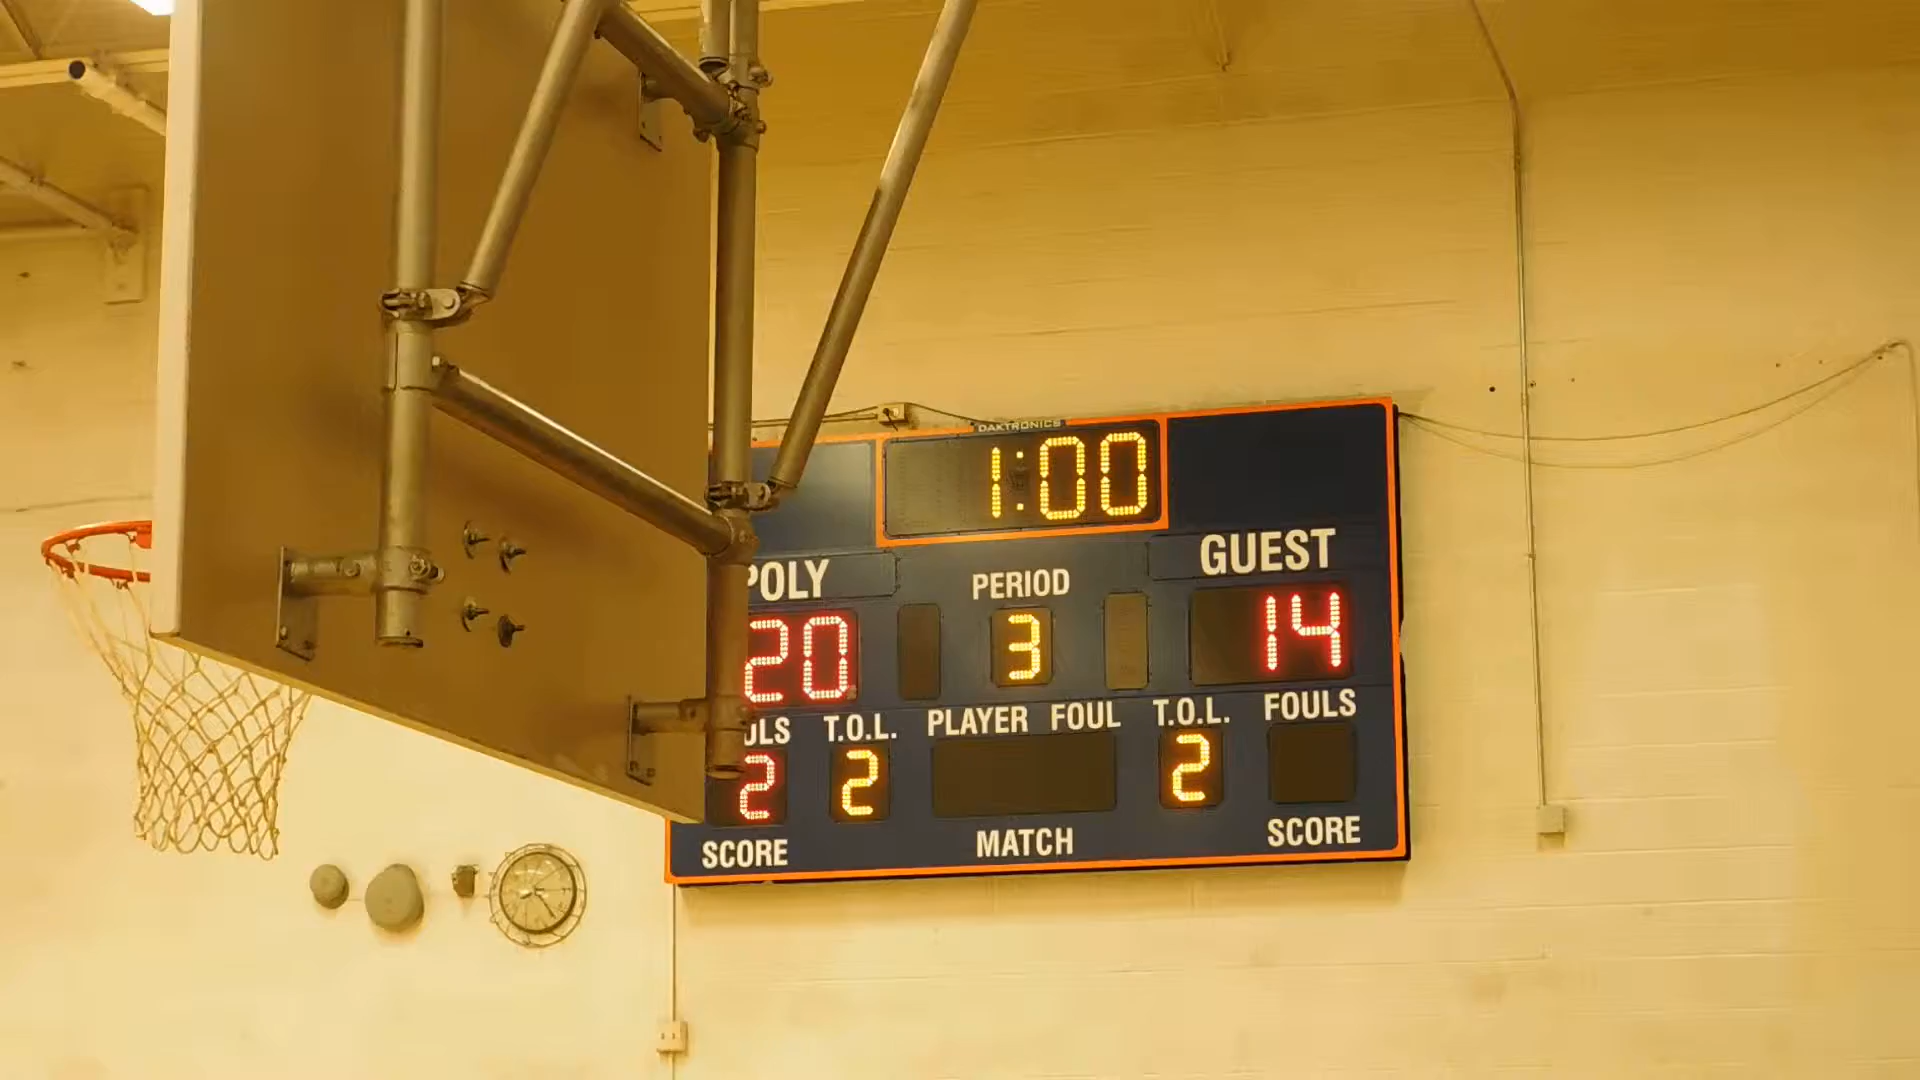 DAKTRONICS
1:00
POLY PERIOD GUEST
20 3 14
ULS T.O.L. PLAYER FOUL T.O.L. FOULS
2 2 2
SCORE MATCH SCORE